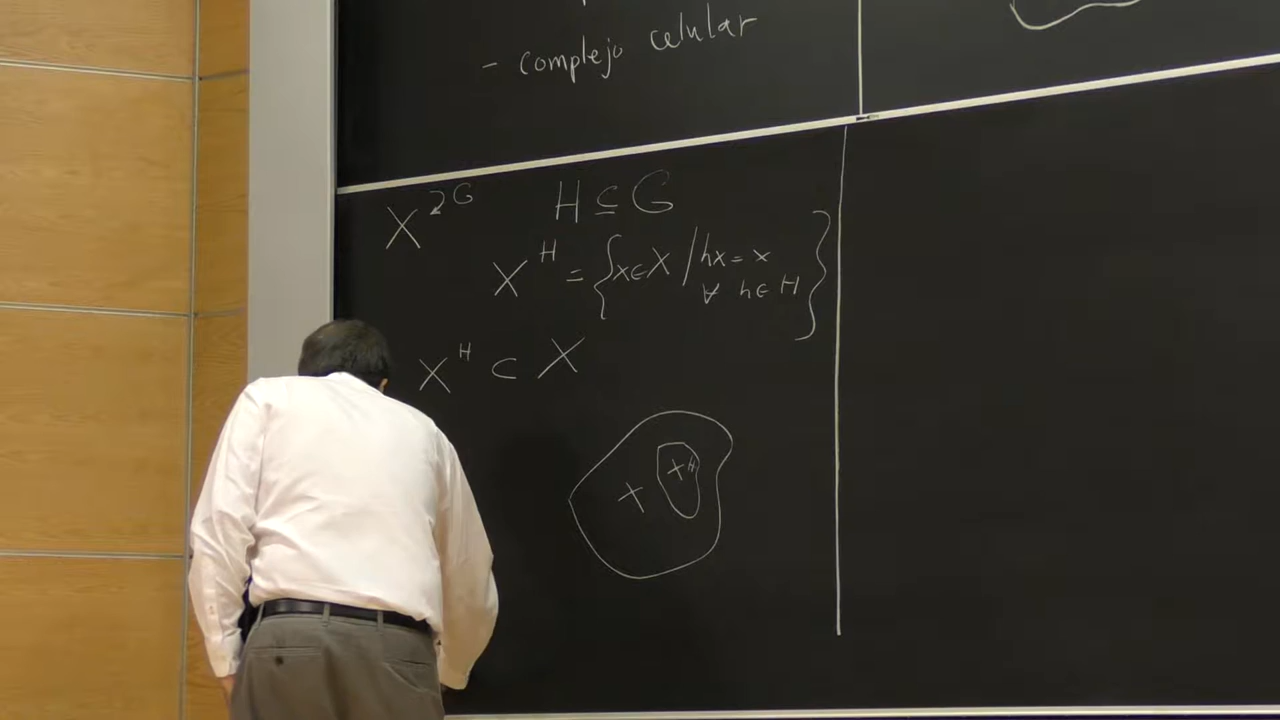 - complejo celular
X ↶ G H ⊆ G
X^H = {x∈X / hx = x
∀ h∈H}
X^H ⊂ X
X X^H